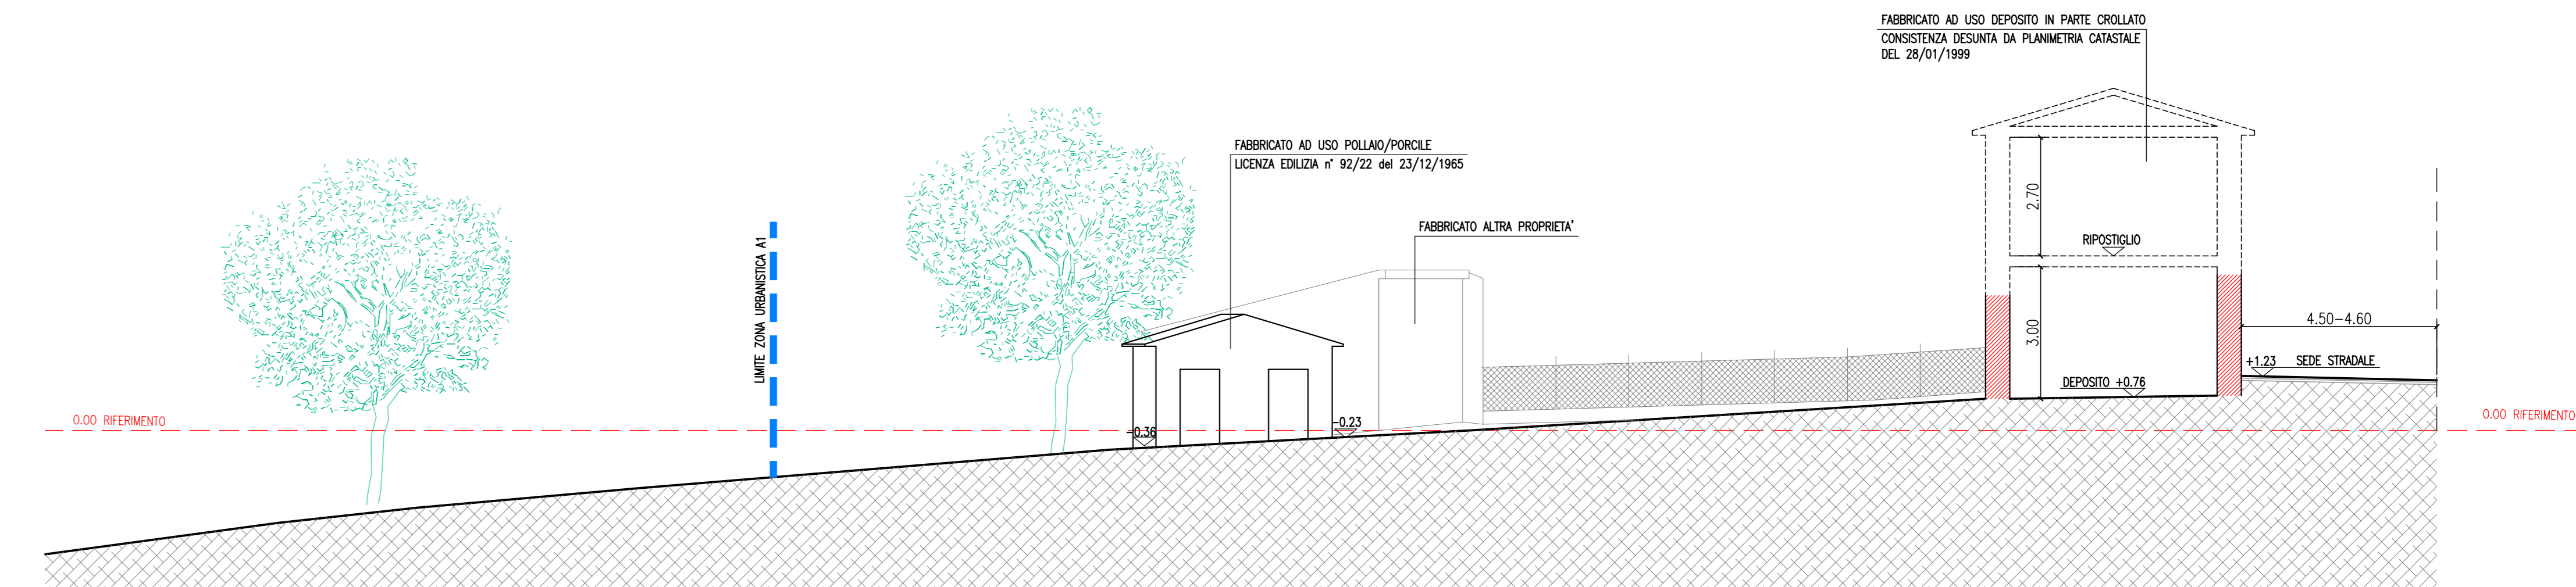 FABBRICATO AD USO DEPOSITO IN PARTE CROLLATO
CONSISTENZA DESUNTA DA PLANIMETRIA CATASTALE
DEL 28/01/1999
FABBRICATO AD USO POLLAIO/PORCILE
LICENZA EDILIZIA n° 92/22 del 23/12/1965
FABBRICATO ALTRA PROPRIETA'
LIMITE ZONA URBANISTICA A1
2.70
RIPOSTIGLIO
3.00
4.50-4.60
+1.23 SEDE STRADALE
DEPOSITO +0.76
0.00 RIFERIMENTO
-0.36
-0.23
0.00 RIFERIMENTO